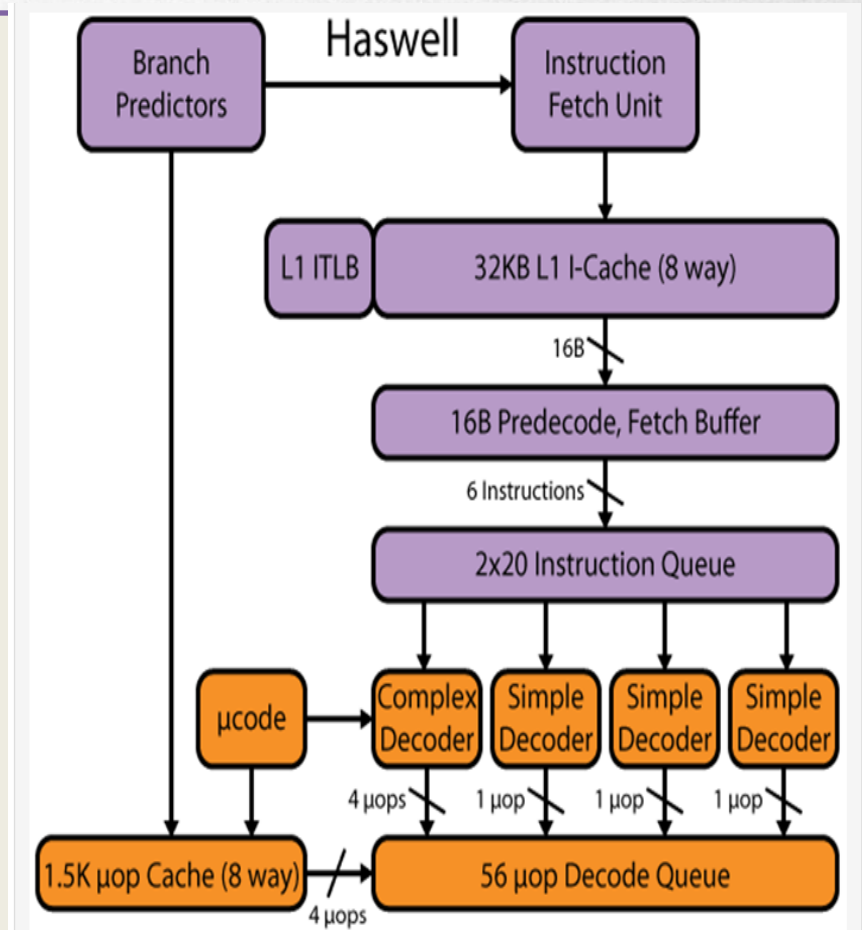 Haswell
Branch
Predictors
Instruction
Fetch Unit
L1 ITLB
32KB L1 I-Cache (8 way)
16B
16B Predecode, Fetch Buffer
6 Instructions
2x20 Instruction Queue
µcode
Complex
Decoder
Simple
Decoder
Simple
Decoder
Simple
Decoder
4 µops
1 µop
1 µop
1 µop
1.5K µop Cache (8 way)
4 µops
56 µop Decode Queue